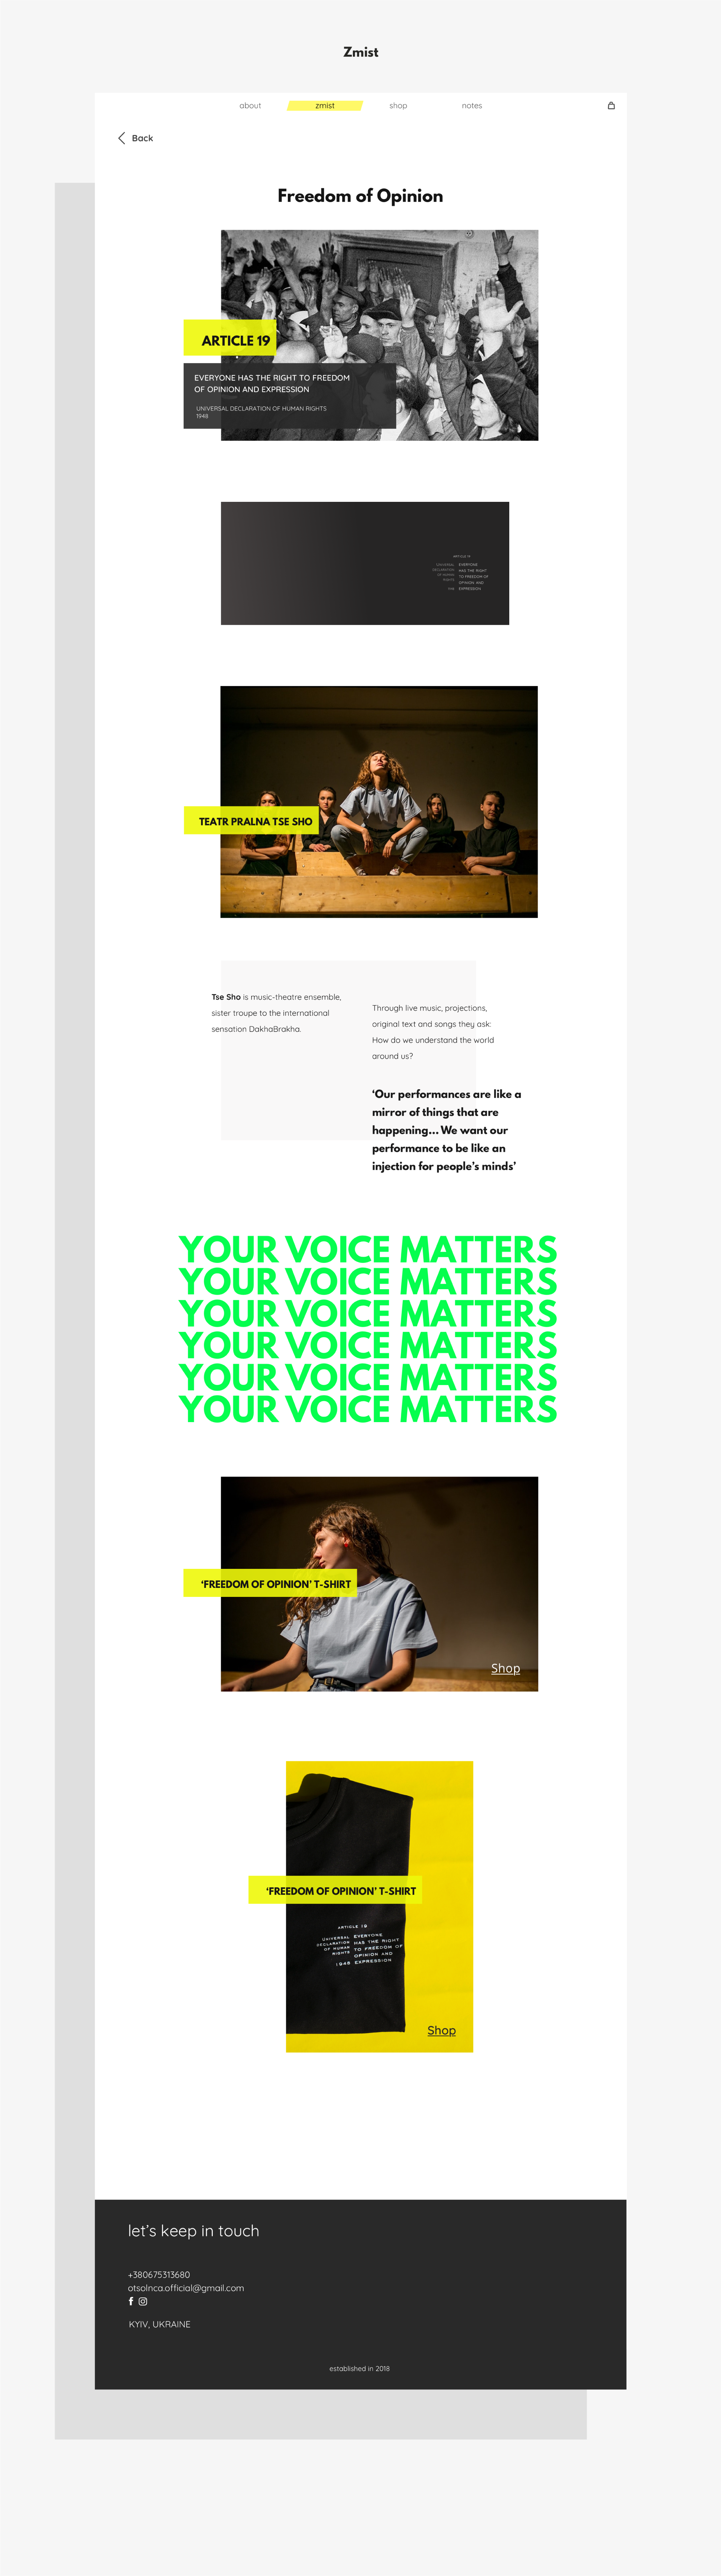 Zmist
about zmist shop notes
Back
Freedom of Opinion
ARTICLE 19
EVERYONE HAS THE RIGHT TO FREEDOM
OF OPINION AND EXPRESSION
UNIVERSAL DECLARATION OF HUMAN RIGHTS
1948
ARTICLE 19
UNIVERSAL EVERYONE
DECLARATION HAS THE RIGHT
OF HUMAN TO FREEDOM OF
RIGHTS OPINION AND
1948 EXPRESSION
TEATR PRALNA TSE SHO
Tse Sho is music-theatre ensemble,
sister troupe to the international
sensation DakhaBrakha.
Through live music, projections,
original text and songs they ask:
How do we understand the world
around us?
‘Our performances are like a
mirror of things that are
happening... We want our
performance to be like an
injection for people’s minds’
YOUR VOICE MATTERS
YOUR VOICE MATTERS
YOUR VOICE MATTERS
YOUR VOICE MATTERS
YOUR VOICE MATTERS
YOUR VOICE MATTERS
‘FREEDOM OF OPINION’ T-SHIRT
Shop
‘FREEDOM OF OPINION’ T-SHIRT
ARTICLE 19
UNIVERSAL EVERYONE
DECLARATION HAS THE RIGHT
OF HUMAN TO FREEDOM OF
RIGHTS OPINION AND
1948 EXPRESSION
Shop
let’s keep in touch
+380675313680
otsolnca.official@gmail.com
KYIV, UKRAINE
established in 2018